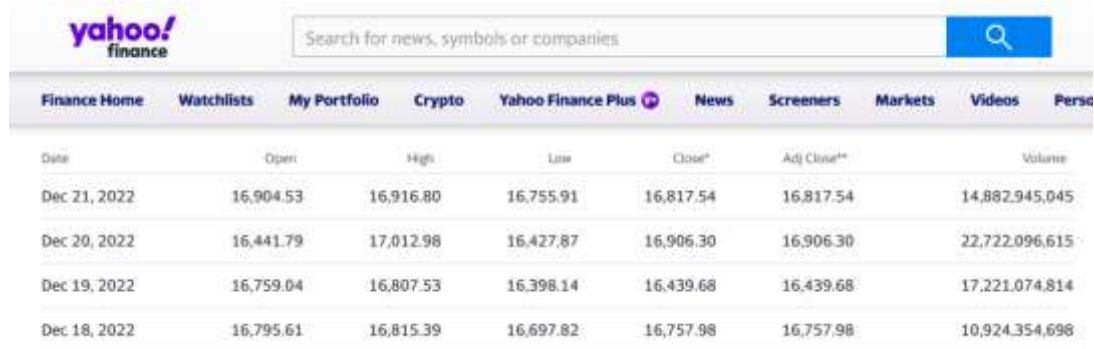 yahoo!
finance
Search for news, symbols or companies
Finance Home Watchlists My Portfolio Crypto Yahoo Finance Plus News Screeners Markets Videos Perso
Date Open High Low Close* Adj Close** Volume
Dec 21, 2022 16,904.53 16,916.80 16,755.91 16,817.54 16,817.54 14,882,945,045
Dec 20, 2022 16,441.79 17,012.98 16,427.87 16,906.30 16,906.30 22,722,096,615
Dec 19, 2022 16,759.04 16,807.53 16,398.14 16,439.68 16,439.68 17,221,074,814
Dec 18, 2022 16,795.61 16,815.39 16,697.82 16,757.98 16,757.98 10,924,354,698